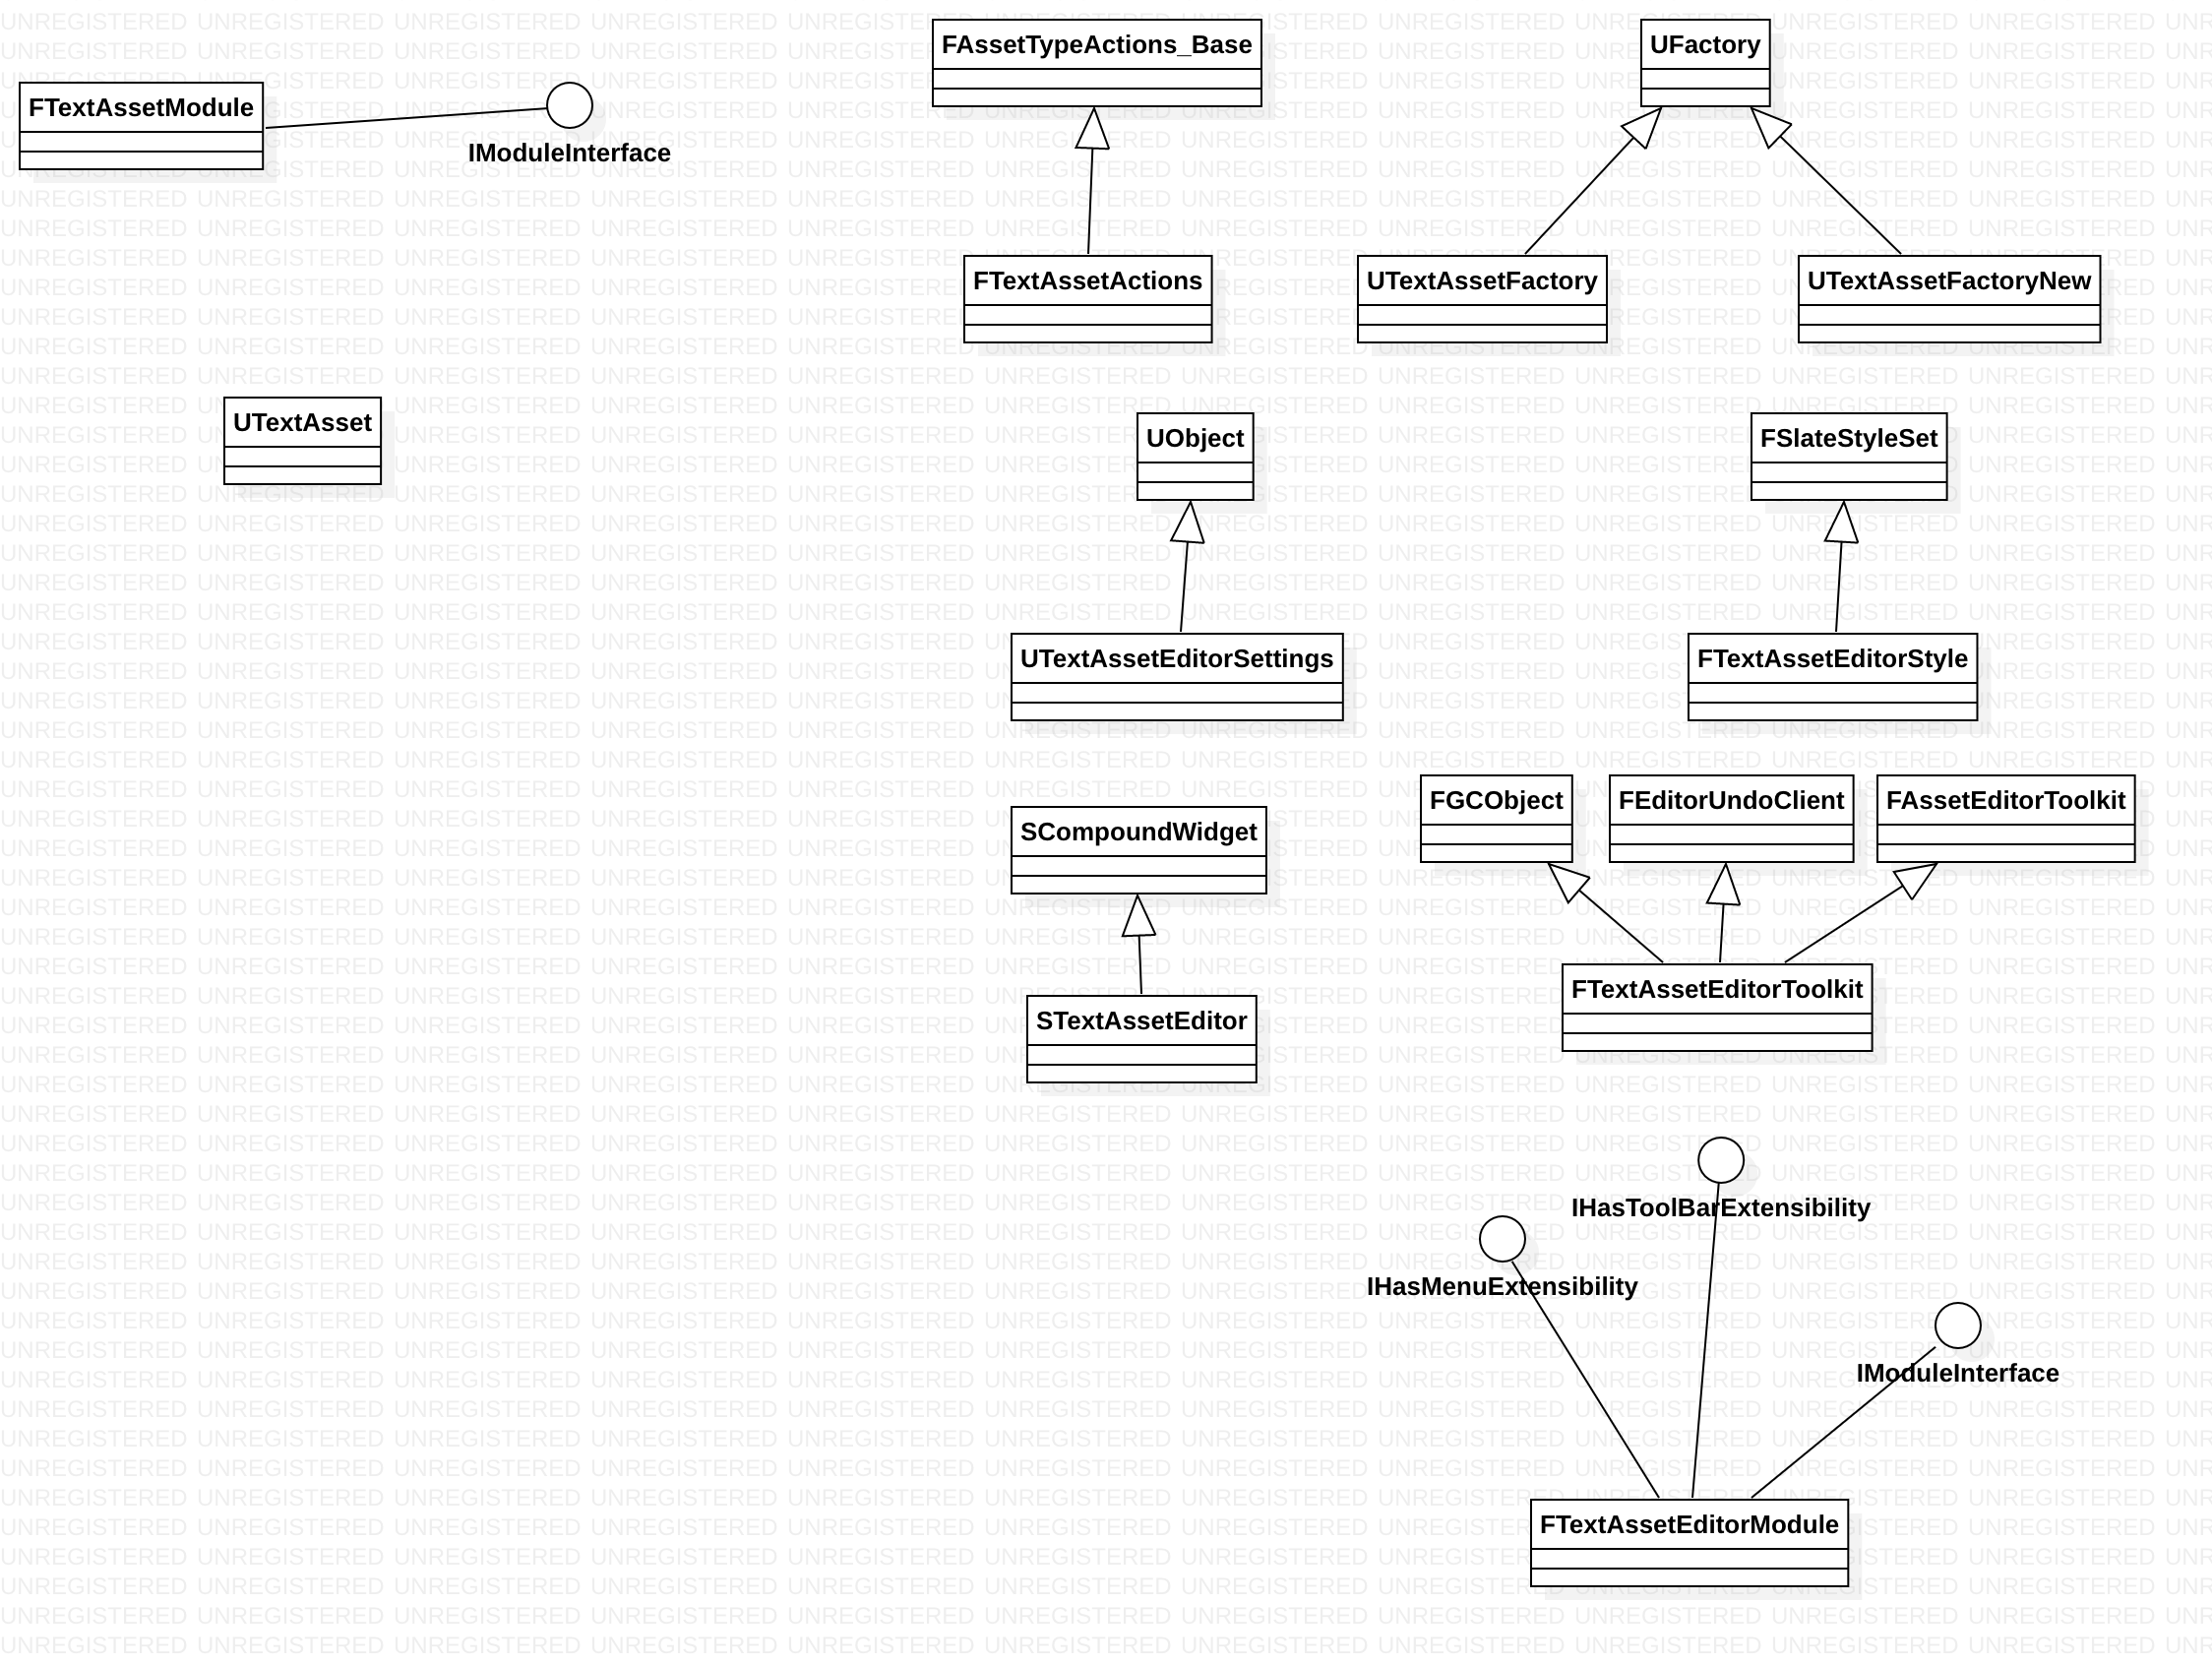 FAssetTypeActions_Base
UFactory
FTextAssetModule
IModuleInterface
FTextAssetActions
UTextAssetFactory
UTextAssetFactoryNew
UTextAsset
UObject
FSlateStyleSet
UTextAssetEditorSettings
FTextAssetEditorStyle
FGCObject
FEditorUndoClient
FAssetEditorToolkit
SCompoundWidget
FTextAssetEditorToolkit
STextAssetEditor
IHasToolBarExtensibility
IHasMenuExtensibility
IModuleInterface
FTextAssetEditorModule
UNREGISTERED